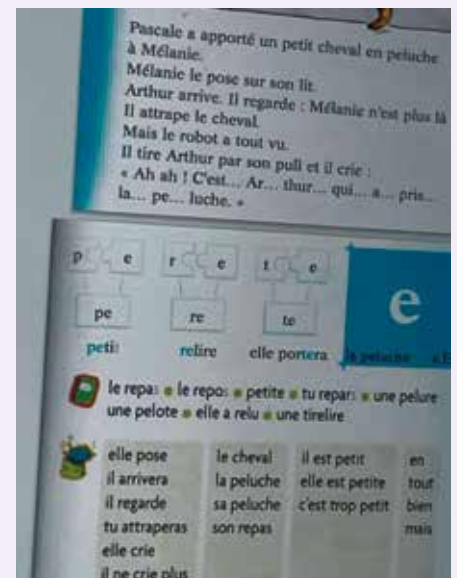 Pascale a apporté un petit cheval en peluche
à Mélanie.
Mélanie le pose sur son lit.
Arthur arrive. Il regarde : Mélanie n'est plus là
Il attrape le cheval.
Mais le robot a tout vu.
Il tire Arthur par son pull et il crie :
« Ah ah ! C'est... Ar... thur... qui... a... pris...
la... pe... luche. »
p e r e t e
pe re te e
petit relire elle portera la peluche
le repas le repos petite tu repars une pelure
une pelote elle a relu une tirelire
elle pose le cheval il est petit en
il arrivera la peluche elle est petite tout
il regarde sa peluche c'est trop petit bien
tu attraperas son repas mais
elle crie
il ne crie plus